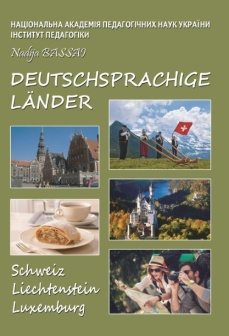 НАЦІОНАЛЬНА АКАДЕМІЯ ПЕДАГОГІЧНИХ НАУК УКРАЇНИ
ІНСТИТУТ ПЕДАГОГІКИ
Nadija BASSAI
DEUTSCHSPRACHIGE
LÄNDER
Schweiz
Liechtenstein
Luxemburg